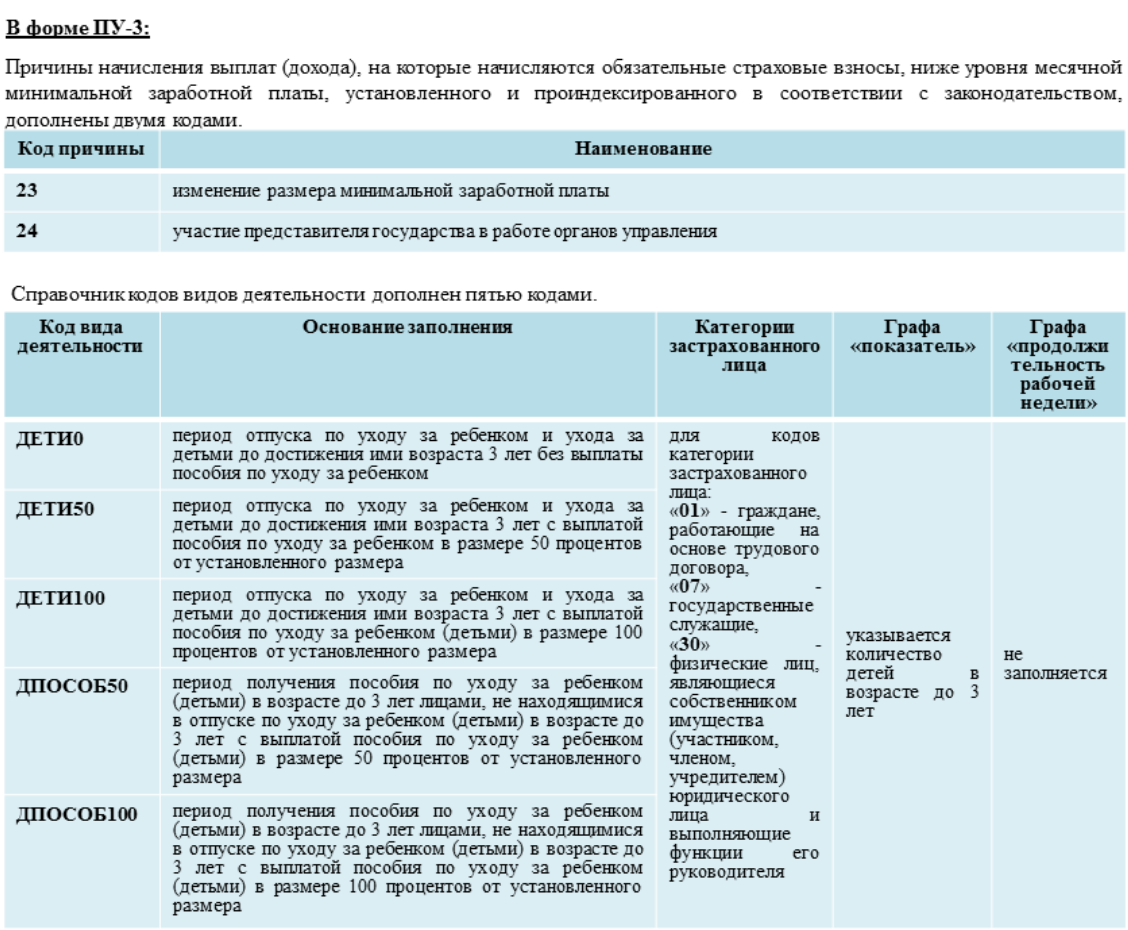 В форме ПУ-3:
Причины начисления выплат (дохода), на которые начисляются обязательные страховые взносы, ниже уровня месячной
минимальной заработной платы, установленного и проиндексированного в соответствии с законодательством,
дополнены двумя кодами.
Код причины
Наименование
23
изменение размера минимальной заработной платы
24
участие представителя государства в работе органов управления
Справочник кодов видов деятельности дополнен пятью кодами.
Код вида
деятельности
Основание заполнения
Категории
застрахованного
лица
Графа
«показатель»
Графа
«продолжи
тельность
рабочей
недели»
ДЕТИ0
период отпуска по уходу за ребенком и ухода за
детьми до достижения ими возраста 3 лет без выплаты
пособия по уходу за ребенком
ДЕТИ50
период отпуска по уходу за ребенком и ухода за
детьми до достижения ими возраста 3 лет с выплатой
пособия по уходу за ребенком в размере 50 процентов
от установленного размера
ДЕТИ100
период отпуска по уходу за ребенком и ухода за
детьми до достижения ими возраста 3 лет с выплатой
пособия по уходу за ребенком (детьми) в размере 100
процентов от установленного размера
ДПОСОБ50
период получения пособия по уходу за ребенком
(детьми) в возрасте до 3 лет лицами, не находящимися
в отпуске по уходу за ребенком (детьми) в возрасте до
3 лет с выплатой пособия по уходу за ребенком
(детьми) в размере 50 процентов от установленного
размера
ДПОСОБ100
период получения пособия по уходу за ребенком
(детьми) в возрасте до 3 лет лицами, не находящимися
в отпуске по уходу за ребенком (детьми) в возрасте до
3 лет с выплатой пособия по уходу за ребенком
(детьми) в размере 100 процентов от установленного
размера
для кодов
категории
застрахованного
лица:
«01» - граждане,
работающие на
основе трудового
договора,
«07» -
государственные
служащие,
«30» -
физические лиц,
являющиеся
собственником
имущества
(участником,
членом,
учредителем)
юридического
лица и
выполняющие
функции его
руководителя
указывается
количество
детей в
возрасте до 3
лет
не
заполняется